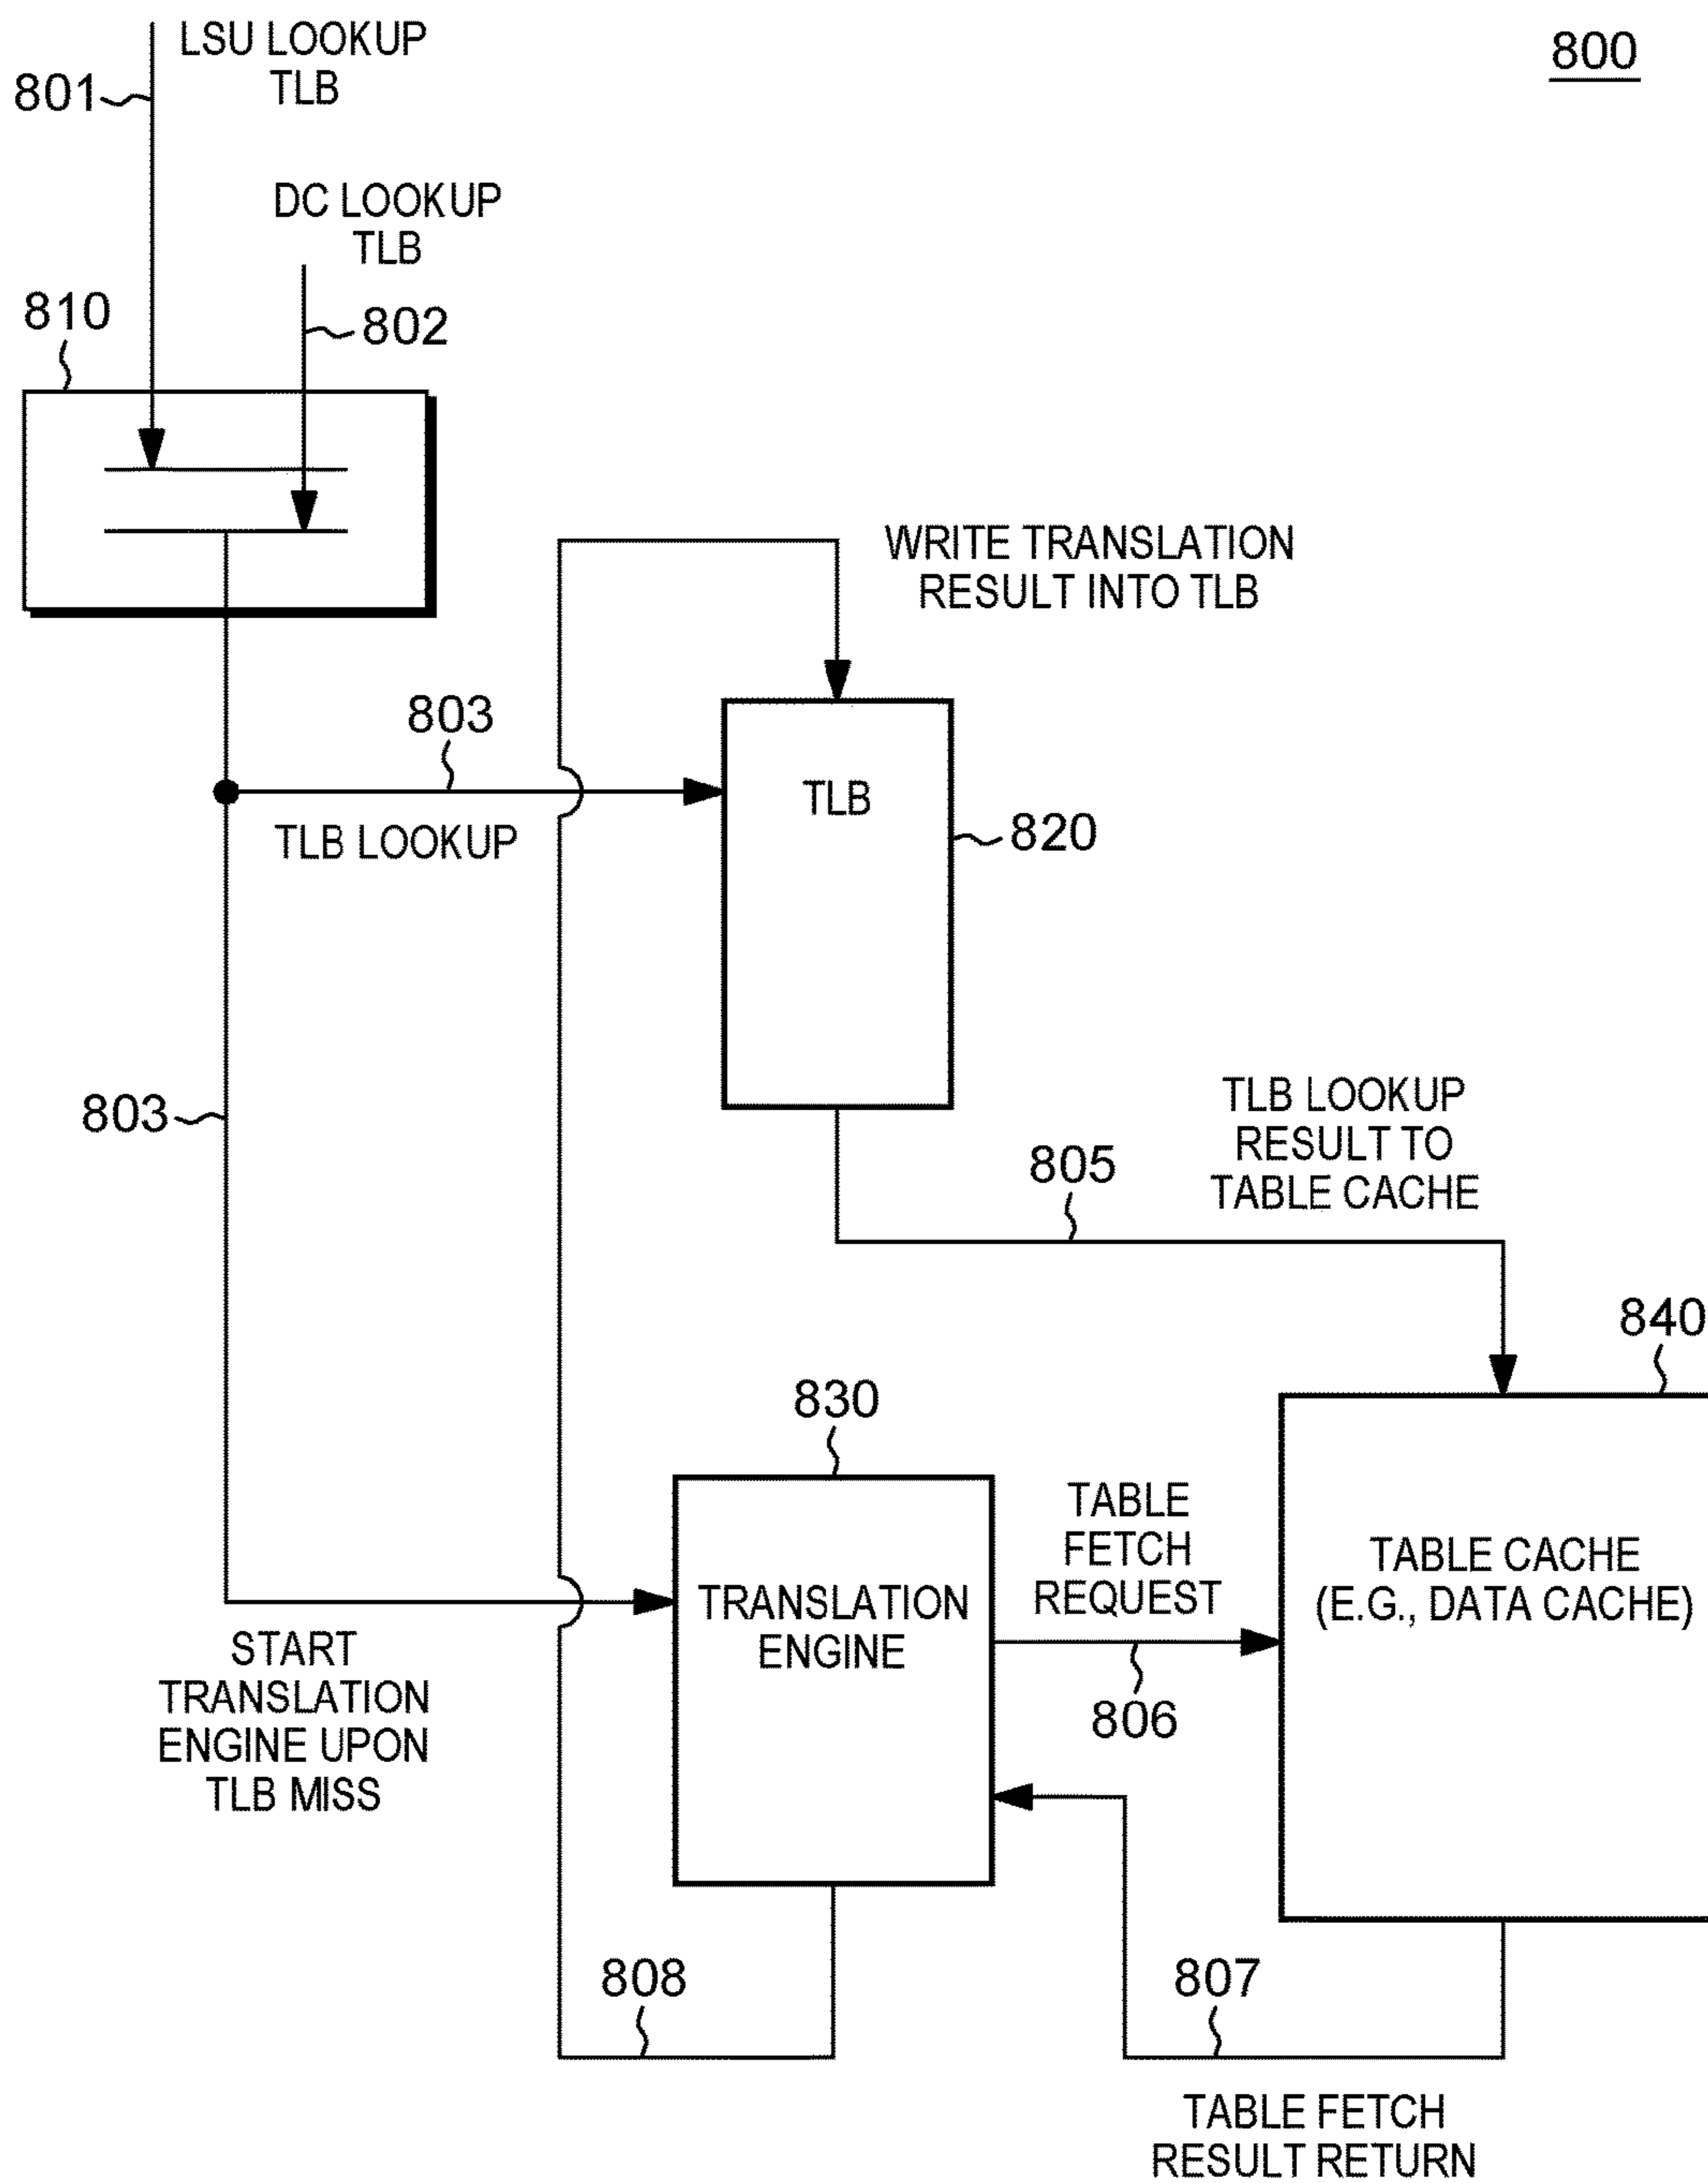 800
LSU LOOKUP
TLB
801
DC LOOKUP
TLB
802
810
WRITE TRANSLATION
RESULT INTO TLB
803
TLB
TLB LOOKUP
820
803
TLB LOOKUP
RESULT TO
TABLE CACHE
805
840
830
TABLE
FETCH
REQUEST
TABLE CACHE
(E.G., DATA CACHE)
TRANSLATION
ENGINE
START
TRANSLATION
ENGINE UPON
TLB MISS
806
808
807
TABLE FETCH
RESULT RETURN